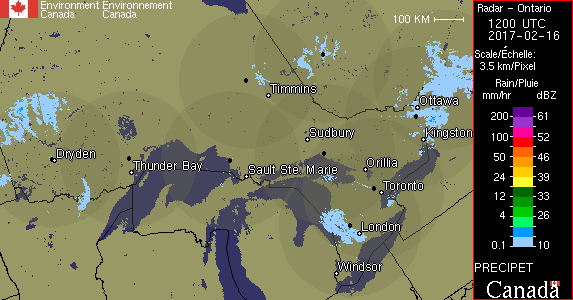 Environment Environnement
Canada Canada
100 KM
Timmins
Ottawa
Sudbury
Kingston
Dryden
Thunder Bay
Sault Ste. Marie
Orillia
Toronto
London
Windsor
Radar - Ontario
1200 UTC
2017-02-16
Scale/Échelle:
3.5 km/Pixel
Rain/Pluie
mm/hr dBZ
200 61
100 52
50 46
24 39
12 33
4 26
0.1 10
PRECIPET
Canada